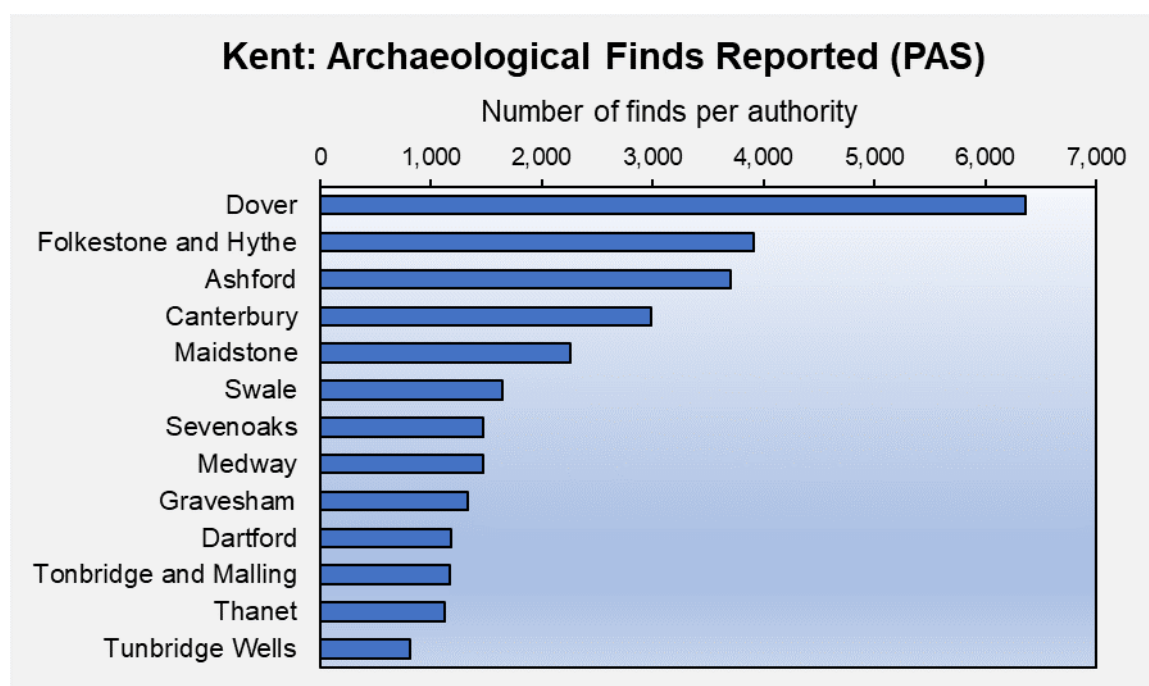 Kent: Archaeological Finds Reported (PAS)
Number of finds per authority
0 1,000 2,000 3,000 4,000 5,000 6,000 7,000
Dover
Folkestone and Hythe
Ashford
Canterbury
Maidstone
Swale
Sevenoaks
Medway
Gravesham
Dartford
Tonbridge and Malling
Thanet
Tunbridge Wells